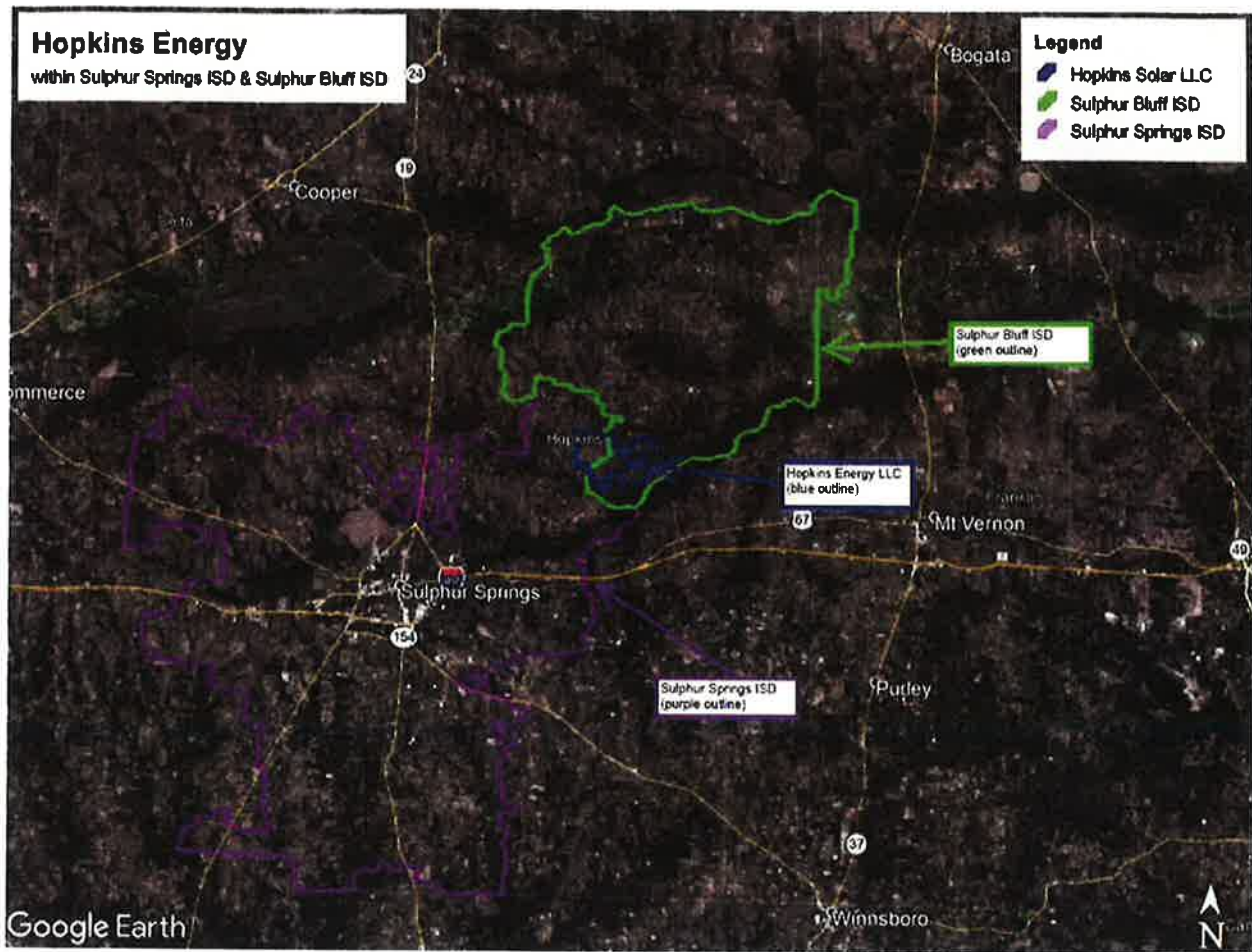 Hopkins Energy
within Sulphur Springs ISD & Sulphur Bluff ISD
Legend
Hopkins Solar LLC
Sulphur Bluff ISD
Sulphur Springs ISD
Bogata
24
19
Cooper
Sulphur Bluff ISD
(green outline)
ommerce
Hopkins
Hopkins Energy LLC
(blue outline)
67
Mt Vernon
49
Sulphur Springs
154
Sulphur Springs ISD
(purple outline)
Purley
37
Winnsboro
Google Earth
N